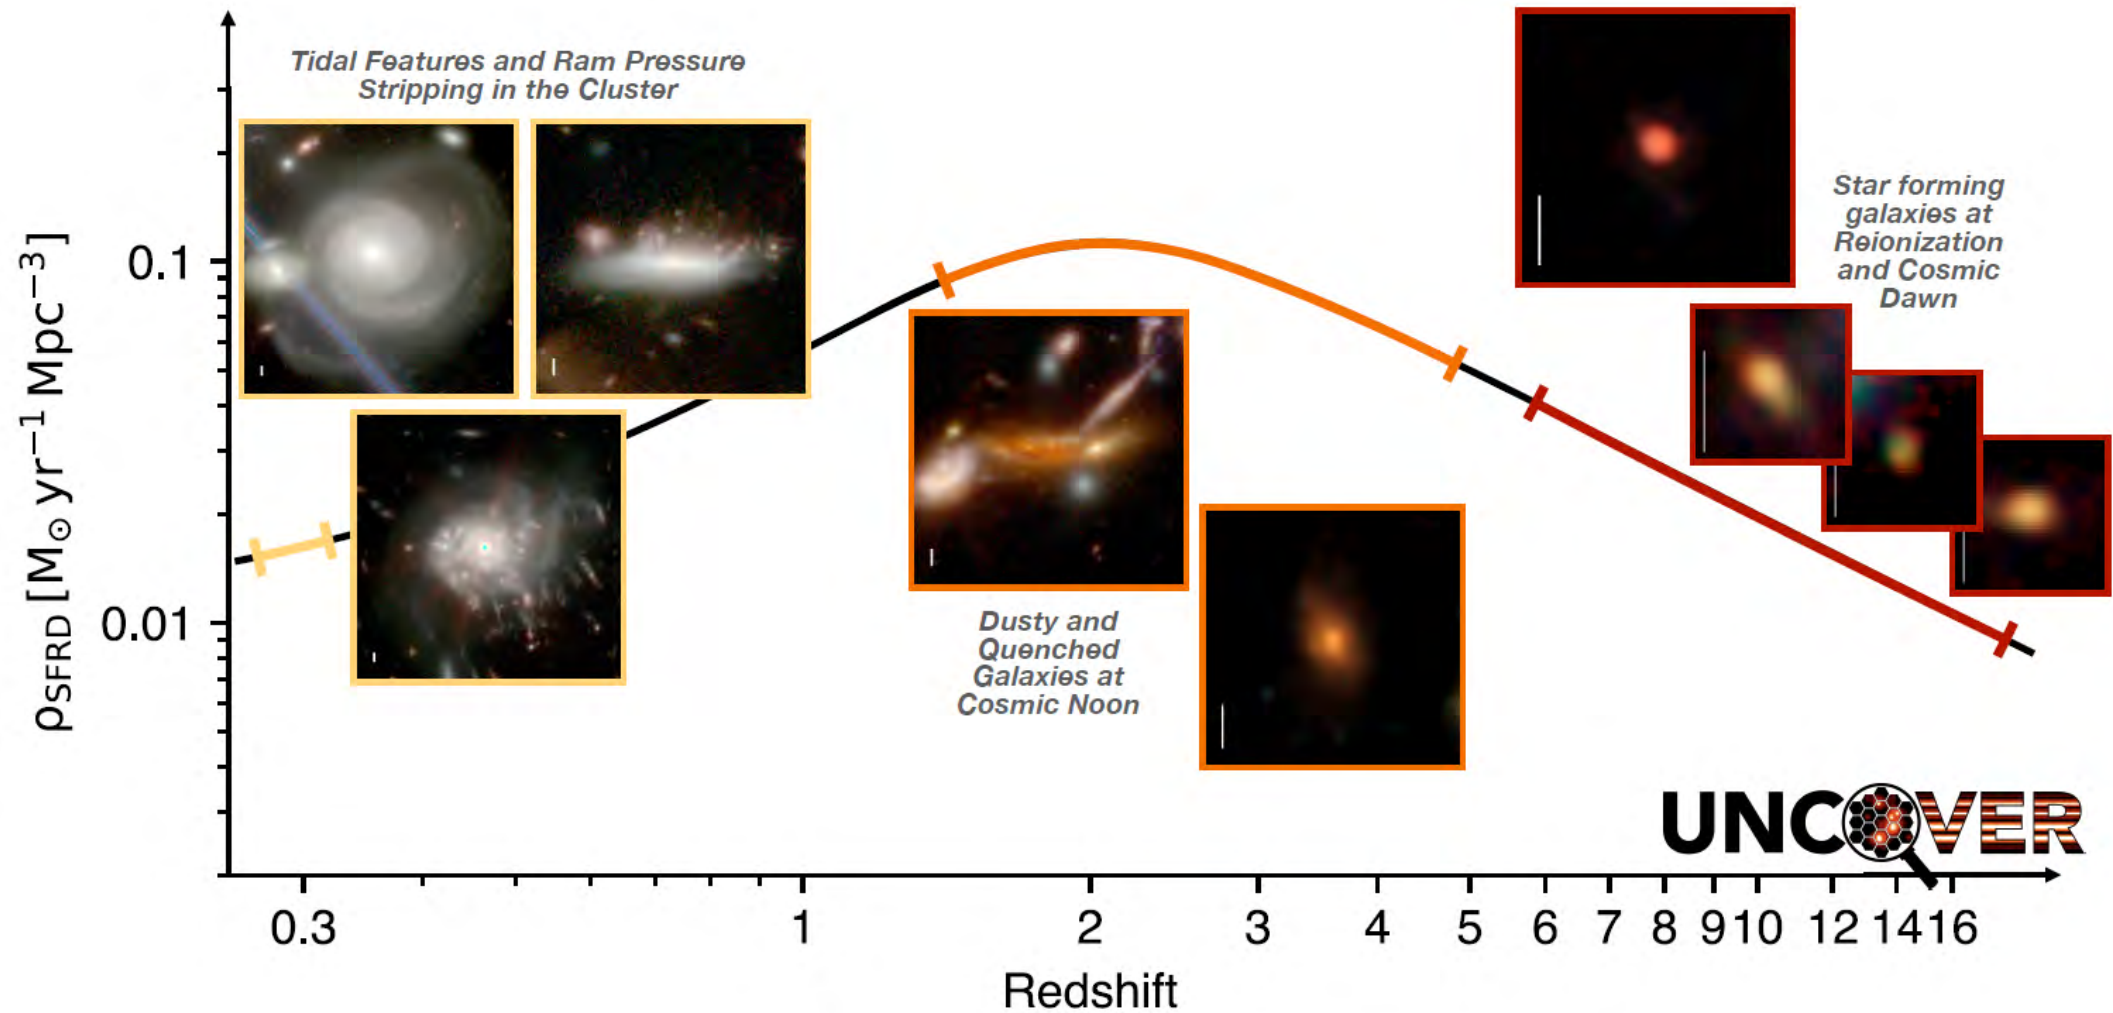 Tidal Features and Ram Pressure
Stripping in the Cluster
Star forming
galaxies at
Reionization
and Cosmic
Dawn
Dusty and
Quenched
Galaxies at
Cosmic Noon
ρSFRD [M⊙ yr−1 Mpc−3]
0.1
0.01
UNCOVER
0.3 1 2 3 4 5 6 7 8 9 10 12 14 16
Redshift